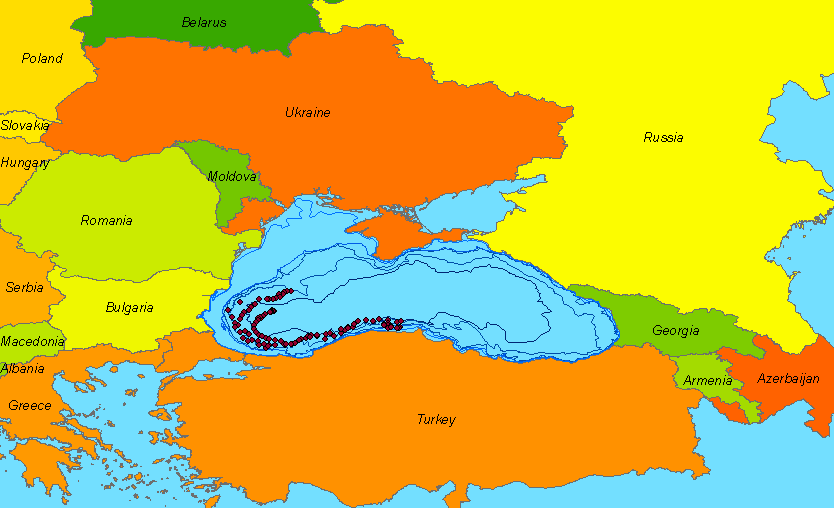 Belarus
Poland
Ukraine
Slovakia
Russia
Hungary
Moldova
Romania
Serbia
Bulgaria
Georgia
Macedonia
Albania
Armenia
Azerbaijan
Greece
Turkey